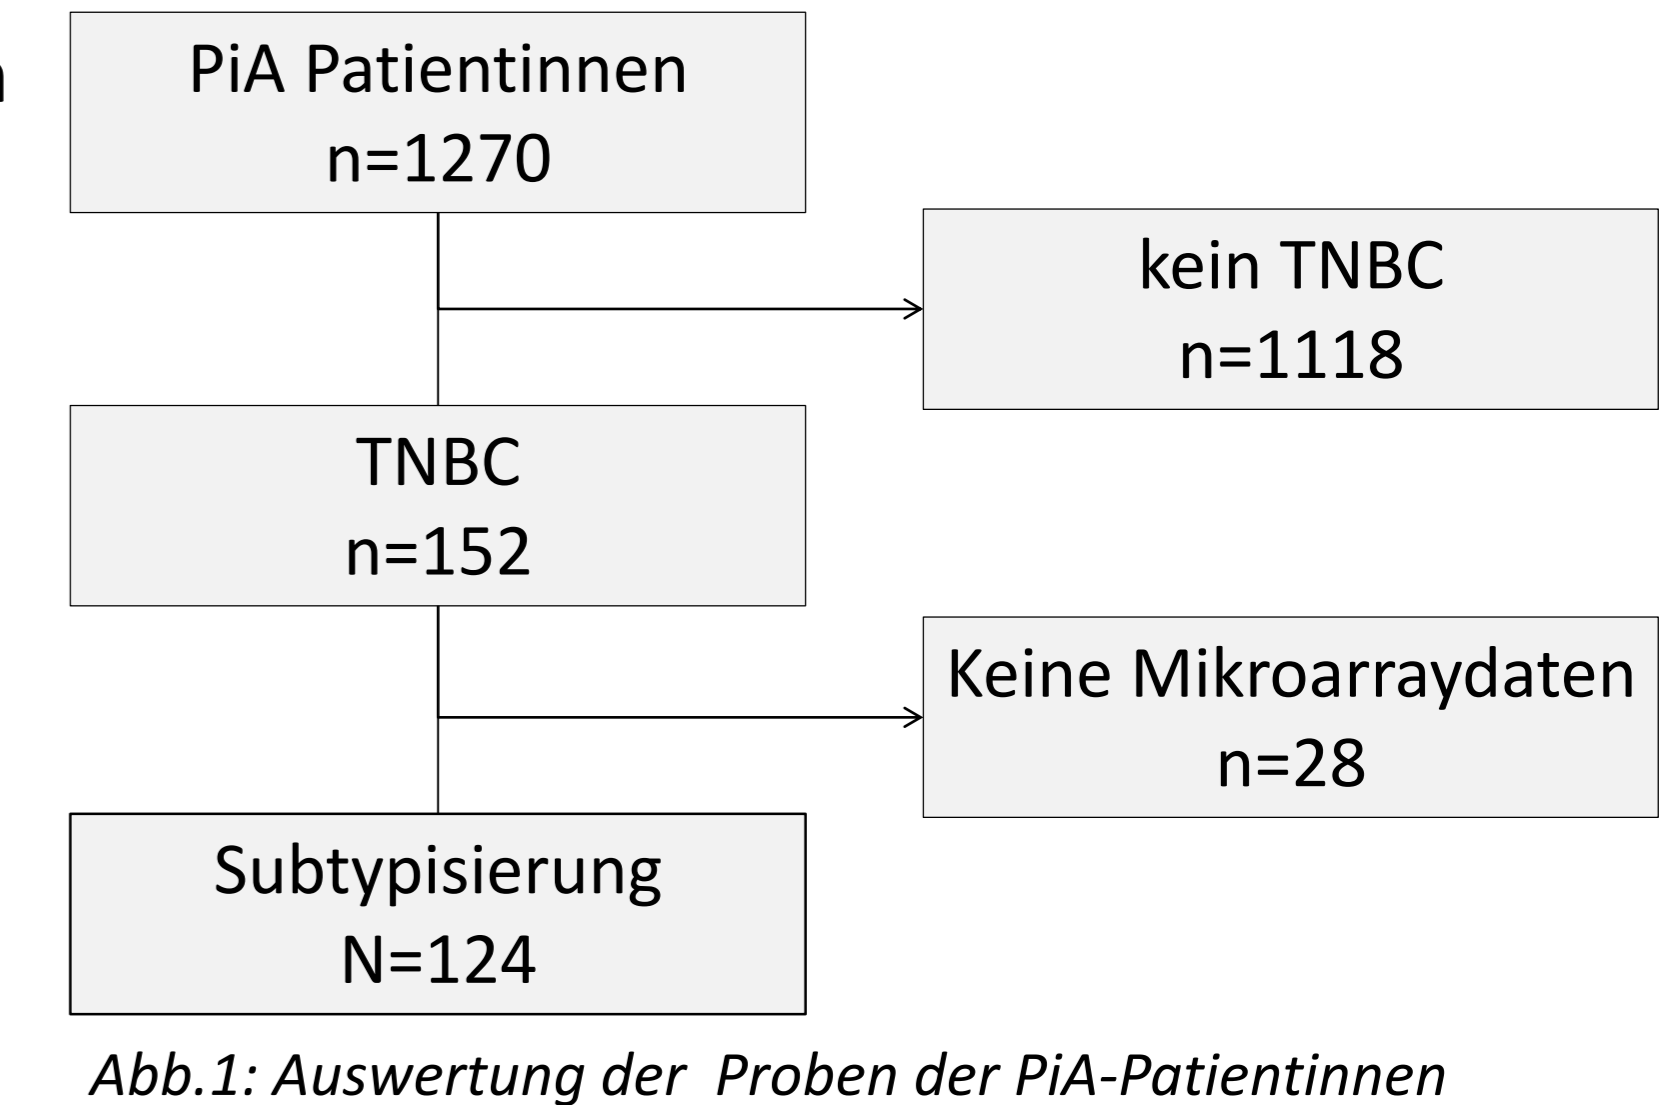 PiA Patientinnen
n=1270
kein TNBC
n=1118
TNBC
n=152
Keine Mikroarraydaten
n=28
Subtypisierung
N=124
Abb.1: Auswertung der  Proben der PiA-Patientinnen